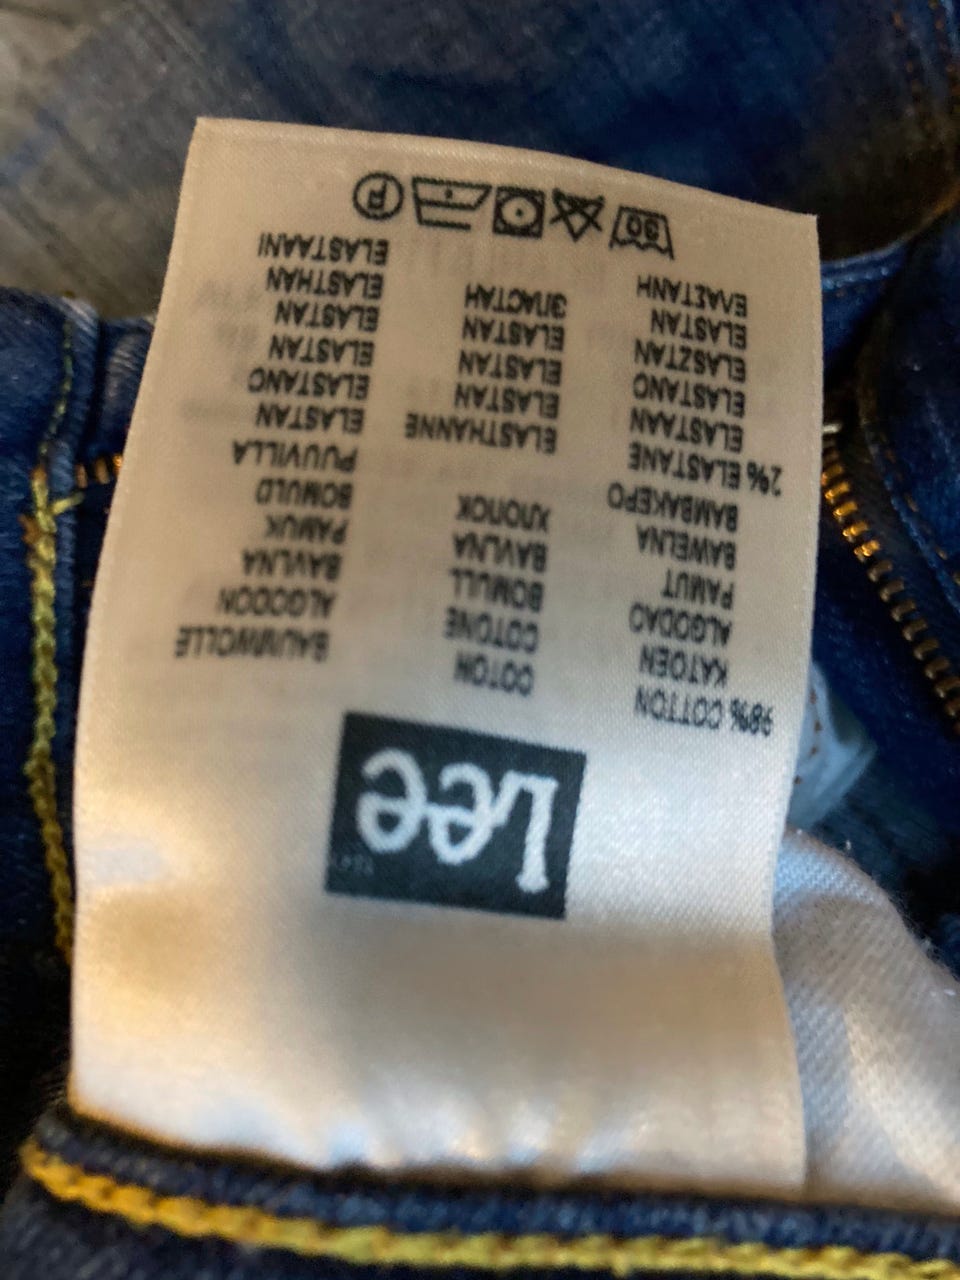 Lee
98% COTTON
KATOEN
ALGODAO
PAMUT
BAWELNA
BAMBAKEPO
2% ELASTANE
ELASTAAN
ELASTANO
ELASZTAN
ELASTAN
ΕΛΑΣΤΑΝΗ
COTON
COTONE
BOMULL
BAVLNA
ХЛОПОК
ELASTHANNE
ELASTAN
ELASTAN
ELASTAN
ЭЛАСТАН
BAUMWOLLE
ALGODON
BAVLNA
PAMUK
BOMULD
PUUVILLA
ELASTAN
ELASTANO
ELASTAN
ELASTAN
ELASTHAN
ELASTAANI
30 P